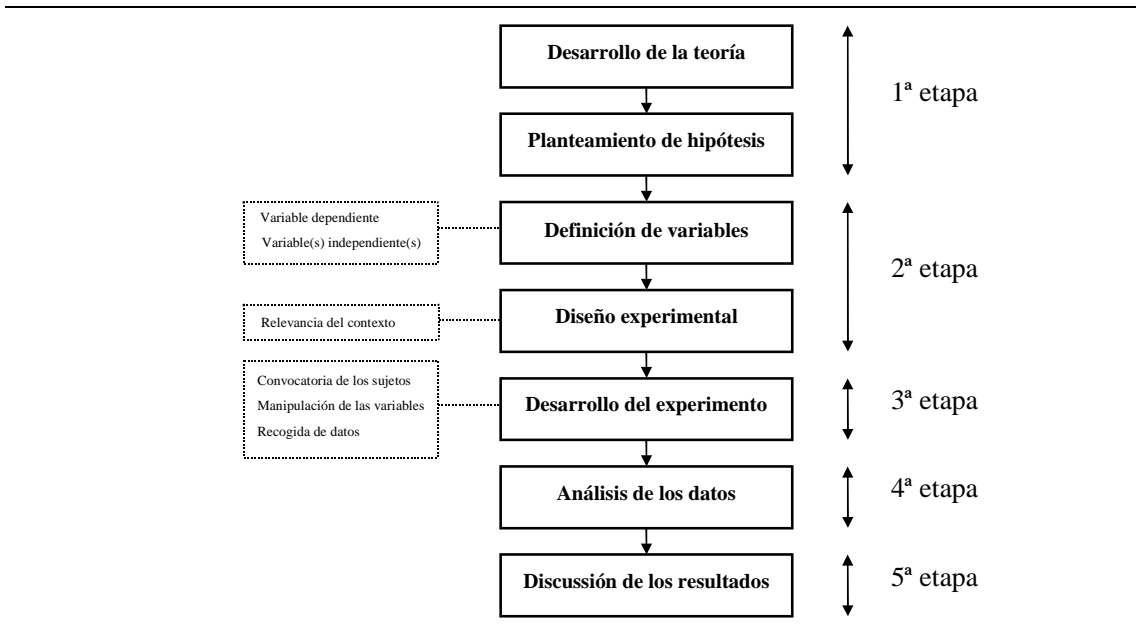 Desarrollo de la teoría
1ª etapa
Planteamiento de hipótesis
Variable dependiente
Variable(s) independiente(s)
Definición de variables
2ª etapa
Relevancia del contexto
Diseño experimental
Convocatoria de los sujetos
Manipulación de las variables
Recogida de datos
Desarrollo del experimento
3ª etapa
Análisis de los datos
4ª etapa
Discussión de los resultados
5ª etapa